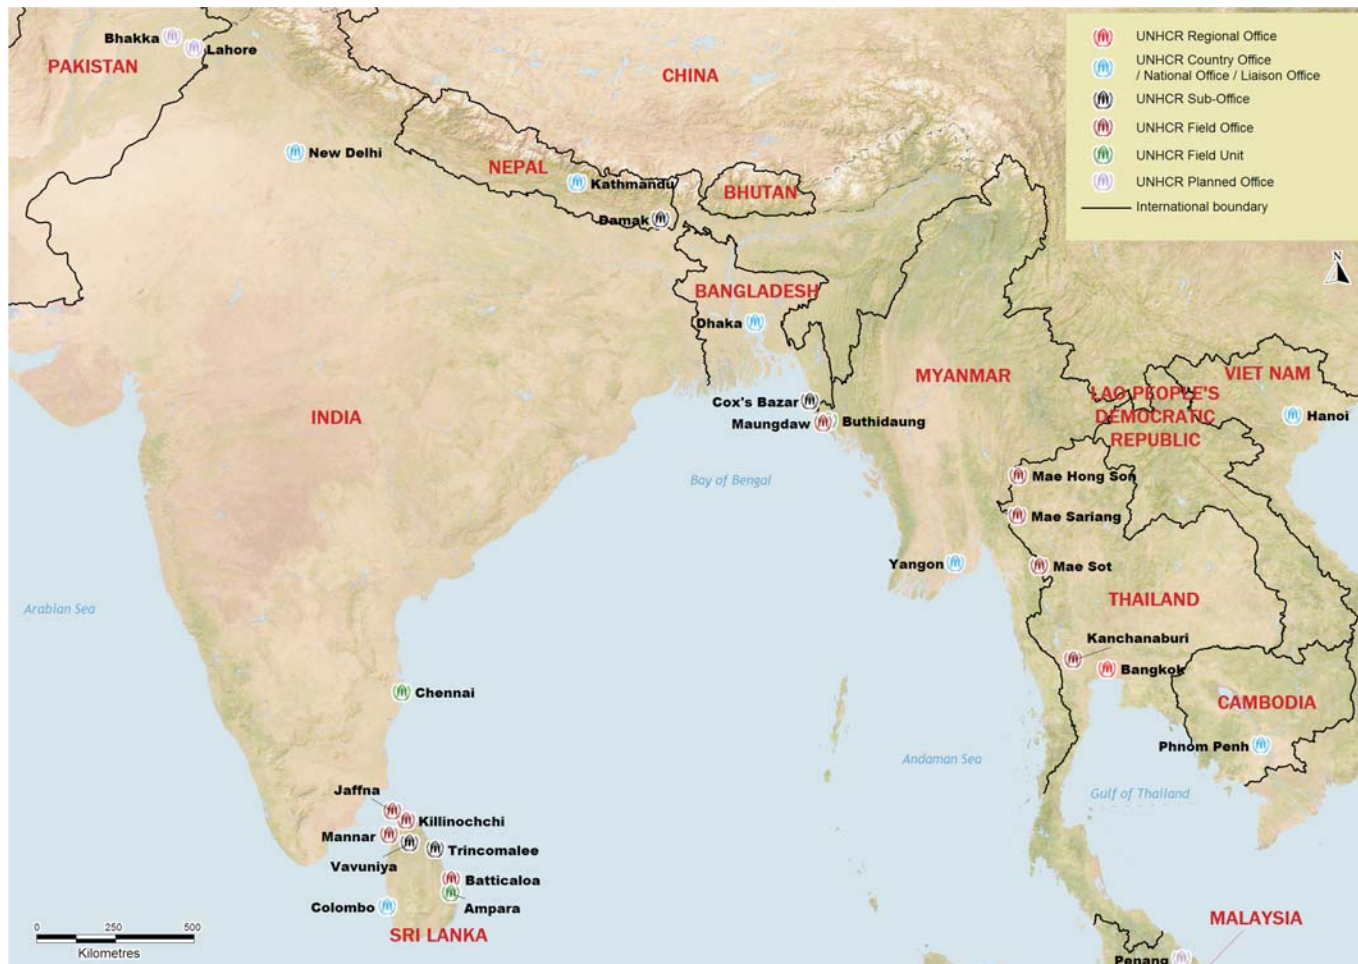 Bhakka
Lahore
PAKISTAN
CHINA
New Delhi
NEPAL
Kathmandu
BHUTAN
Damak
BANGLADESH
Dhaka
INDIA
MYANMAR
Cox's Bazar
Maungdaw
Buthidaung
Bay of Bengal
VIET NAM
LAO PEOPLE'S
DEMOCRATIC
REPUBLIC
Hanoi
Mae Hong Son
Mae Sariang
Yangon
Mae Sot
Arabian Sea
THAILAND
Kanchanaburi
Bangkok
Chennai
CAMBODIA
Phnom Penh
Andaman Sea
Gulf of Thailand
Jaffna
Killinochchi
Mannar
Trincomalee
Vavuniya
Batticaloa
Colombo
Ampara
SRI LANKA
MALAYSIA
Penang
0 250 500
Kilometres
UNHCR Regional Office
UNHCR Country Office
/ National Office / Liaison Office
UNHCR Sub-Office
UNHCR Field Office
UNHCR Field Unit
UNHCR Planned Office
International boundary
N